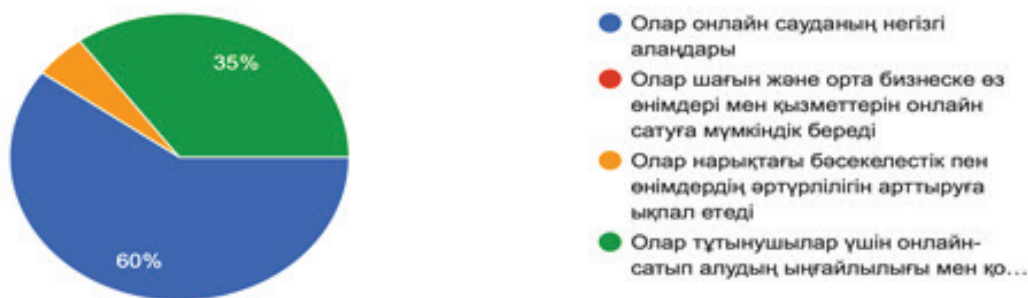 35%
60%
Олар онлайн сауданың негізгі
алаңдары
Олар шағын және орта бизнеске өз
өнімдері мен қызметтерін онлайн
сатуға мүмкіндік береді
Олар нарықтағы бәсекелестік пен
өнімдердің әртүрлілігін арттыруға
ықпал етеді
Олар тұтынушылар үшін онлайн-
сатып алудың ыңғайлылығы мен қо...